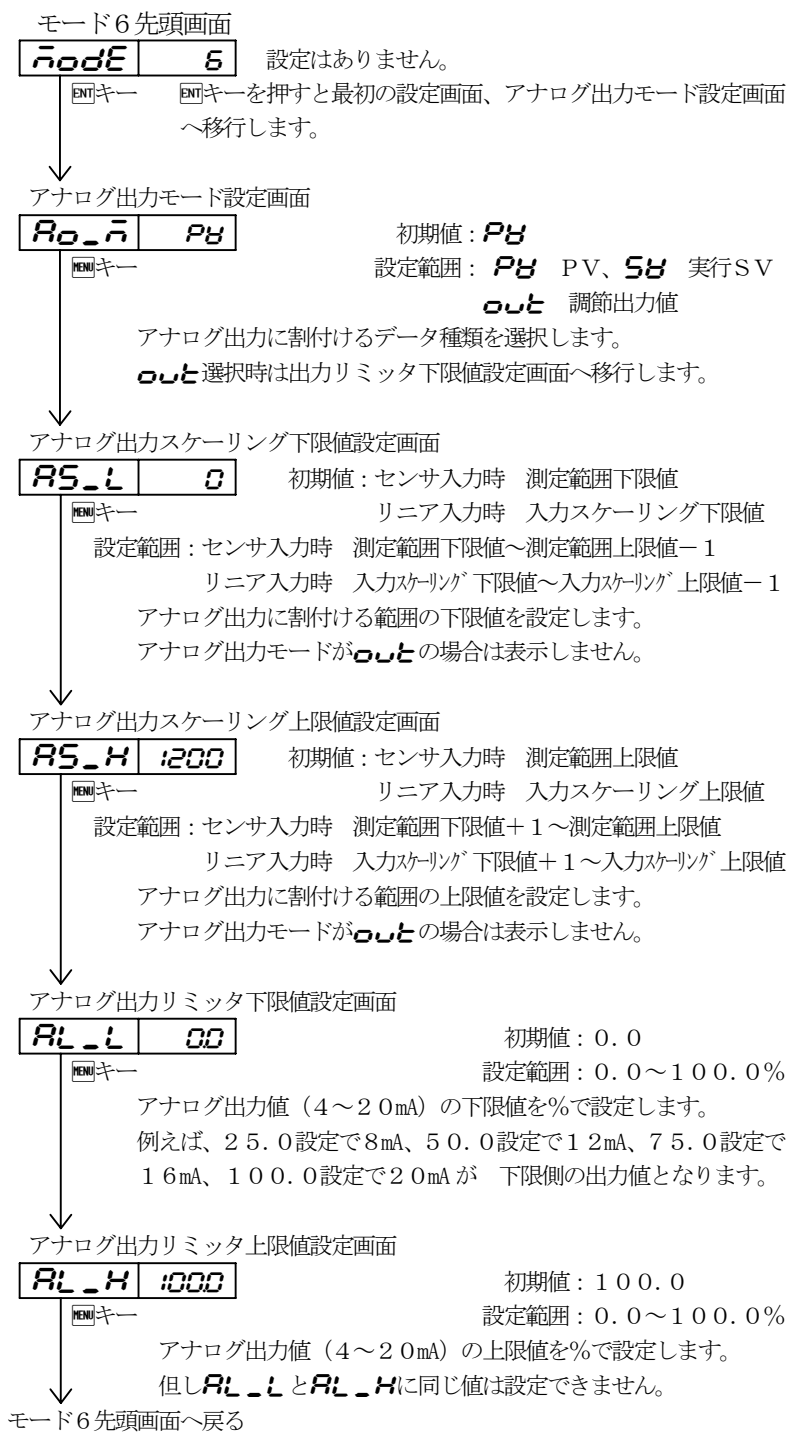 モード６先頭画面
modE 6 設定はありません。
ENTキー ENTキーを押すと最初の設定画面、アナログ出力モード設定画面
へ移行します。
アナログ出力モード設定画面
Ao_m PV 初期値：PV
MENUキー 設定範囲：PV ＰＶ、SV 実行ＳＶ
out 調節出力値
アナログ出力に割付けるデータ種類を選択します。
out選択時は出力リミッタ下限値設定画面へ移行します。
アナログ出力スケーリング下限値設定画面
AS_L 0 初期値：センサ入力時 測定範囲下限値
MENUキー リニア入力時 入力スケーリング下限値
設定範囲：センサ入力時 測定範囲下限値～測定範囲上限値－１
リニア入力時 入力ｽｹｰﾘﾝｸﾞ下限値～入力ｽｹｰﾘﾝｸﾞ上限値－１
アナログ出力に割付ける範囲の下限値を設定します。
アナログ出力モードがoutの場合は表示しません。
アナログ出力スケーリング上限値設定画面
AS_H 1200 初期値：センサ入力時 測定範囲上限値
MENUキー リニア入力時 入力スケーリング上限値
設定範囲：センサ入力時 測定範囲下限値＋１～測定範囲上限値
リニア入力時 入力ｽｹｰﾘﾝｸﾞ下限値＋１～入力ｽｹｰﾘﾝｸﾞ上限値
アナログ出力に割付ける範囲の上限値を設定します。
アナログ出力モードがoutの場合は表示しません。
アナログ出力リミッタ下限値設定画面
AL_L 0.0 初期値：０.０
MENUキー 設定範囲：０.０～１００.０％
アナログ出力値（４～２０mA）の下限値を％で設定します。
例えば、２５.０設定で８mA、５０.０設定で１２mA、７５.０設定で
１６mA、１００.０設定で２０mAが 下限側の出力値となります。
アナログ出力リミッタ上限値設定画面
AL_H 100.0 初期値：１００.０
MENUキー 設定範囲：０.０～１００.０％
アナログ出力値（４～２０mA）の上限値を％で設定します。
但しAL_LとAL_Hに同じ値は設定できません。
モード６先頭画面へ戻る